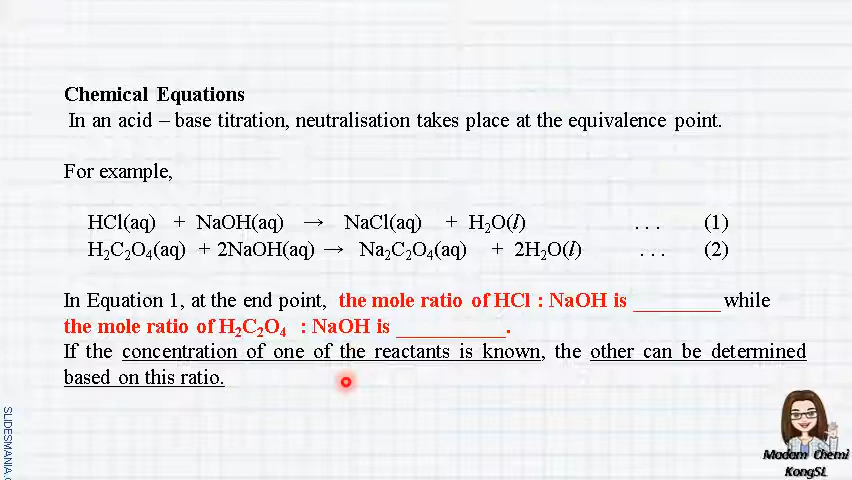 Chemical Equations
In an acid – base titration, neutralisation takes place at the equivalence point.
For example,
HCl(aq) + NaOH(aq) → NaCl(aq) + H₂O(l) . . . (1)
H₂C₂O₄(aq) + 2NaOH(aq) → Na₂C₂O₄(aq) + 2H₂O(l) . . . (2)
In Equation 1, at the end point, the mole ratio of HCl : NaOH is ________ while
the mole ratio of H₂C₂O₄ : NaOH is __________.
If the concentration of one of the reactants is known, the other can be determined
based on this ratio.
SLIDESMANIA.C
Madam Chemi
KongSL